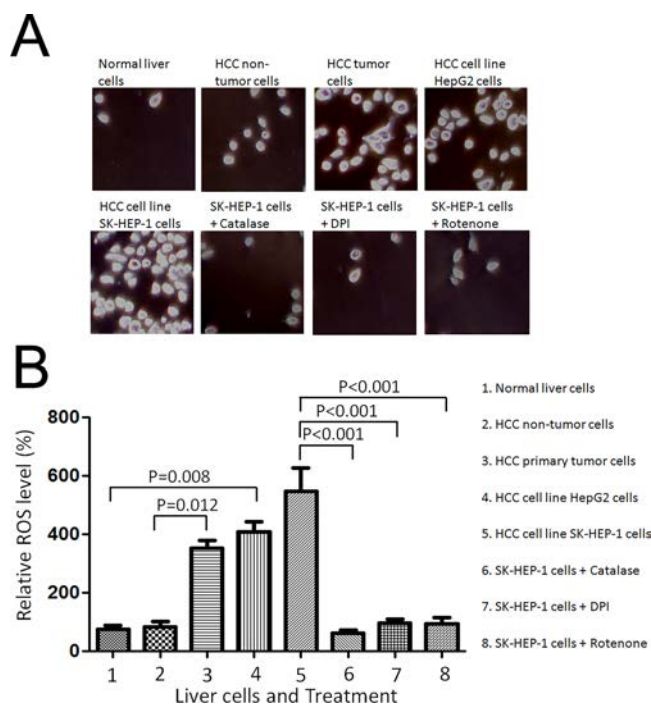 A
Normal liver
cells
HCC non-
tumor cells
HCC tumor
cells
HCC cell line
HepG2 cells
HCC cell line
SK-HEP-1 cells
SK-HEP-1 cells
+ Catalase
SK-HEP-1 cells
+ DPI
SK-HEP-1 cells
+ Rotenone
B
Relative ROS level (%)
800
600
400
200
0
P=0.008
P=0.012
P<0.001
P<0.001
P<0.001
1 2 3 4 5 6 7 8
Liver cells and Treatment
1. Normal liver cells
2. HCC non-tumor cells
3. HCC primary tumor cells
4. HCC cell line HepG2 cells
5. HCC cell line SK-HEP-1 cells
6. SK-HEP-1 cells + Catalase
7. SK-HEP-1 cells + DPI
8. SK-HEP-1 cells + Rotenone